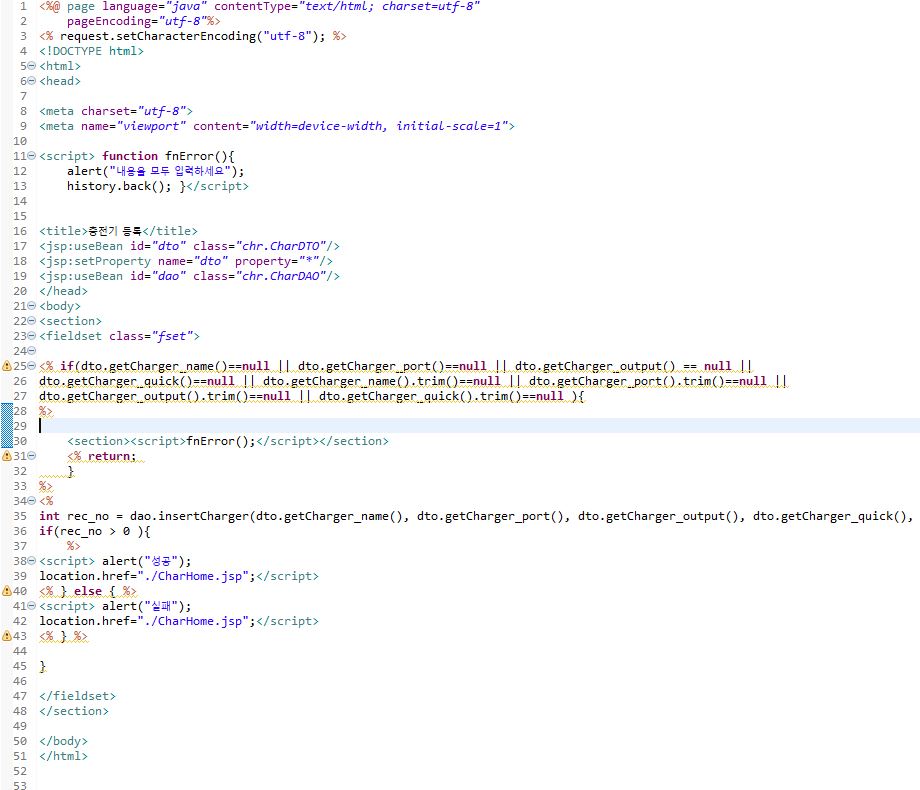 1 <%@ page language="java" contentType="text/html; charset=utf-8"
2 pageEncoding="utf-8"%>
3 <% request.setCharacterEncoding("utf-8"); %>
4 <!DOCTYPE html>
5 <html>
6 <head>
7
8 <meta charset="utf-8">
9 <meta name="viewport" content="width=device-width, initial-scale=1">
10
11 <script> function fnError(){
12 alert("내용을 모두 입력하세요");
13 history.back(); }</script>
14
15
16 <title>충전기 등록</title>
17 <jsp:useBean id="dto" class="chr.CharDTO"/>
18 <jsp:setProperty name="dto" property="*"/>
19 <jsp:useBean id="dao" class="chr.CharDAO"/>
20 </head>
21 <body>
22 <section>
23 <fieldset class="fset">
24
25 <% if(dto.getCharger_name()==null || dto.getCharger_port()==null || dto.getCharger_output() == null ||
26 dto.getCharger_quick()==null || dto.getCharger_name().trim()==null || dto.getCharger_port().trim()==null ||
27 dto.getCharger_output().trim()==null || dto.getCharger_quick().trim()==null ){
28 %>
29
30 <section><script>fnError();</script></section>
31 <% return;
32 }
33 %>
34 <%
35 int rec_no = dao.insertCharger(dto.getCharger_name(), dto.getCharger_port(), dto.getCharger_output(), dto.getCharger_quick(),
36 if(rec_no > 0 ){
37 %>
38 <script> alert("성공");
39 location.href="./CharHome.jsp";</script>
40 <% } else { %>
41 <script> alert("실패");
42 location.href="./CharHome.jsp";</script>
43 <% } %>
44
45 }
46
47 </fieldset>
48 </section>
49
50 </body>
51 </html>
52
53